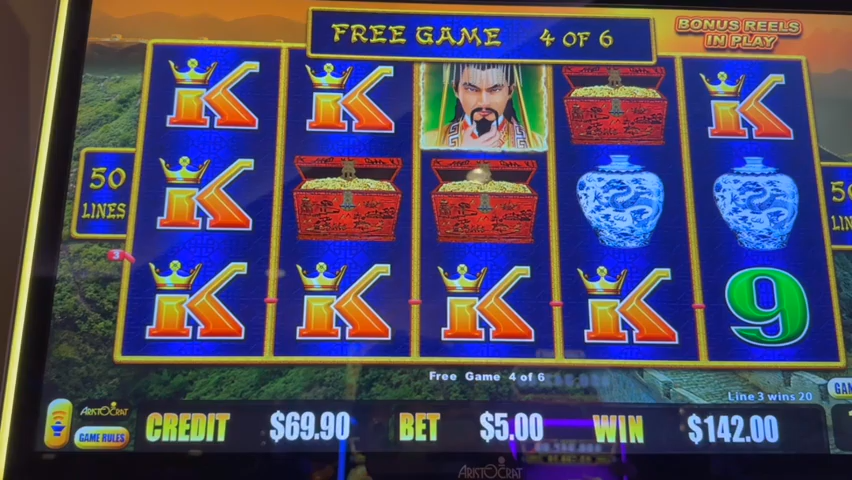 FREE GAME 4 OF 6
BONUS REELS
IN PLAY
K K K
50
LINES
K
50
3
K K K K 9
Free Game 4 of 6
Line 3 wins 20
ARISTOCRAT
GAME RULES
CREDIT $69.90 BET $5.00 WIN $142.00
ARISTOCRAT